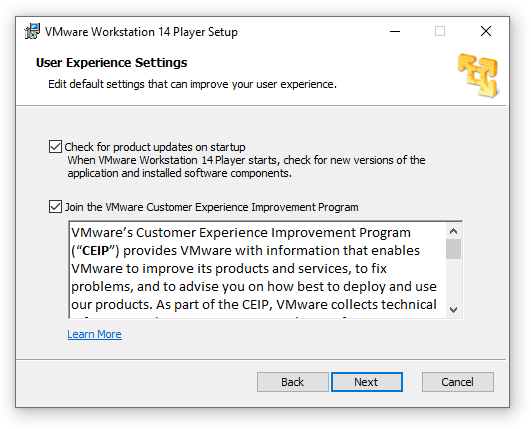 VMware Workstation 14 Player Setup
User Experience Settings
Edit default settings that can improve your user experience.
Check for product updates on startup
When VMware Workstation 14 Player starts, check for new versions of the
application and installed software components.
Join the VMware Customer Experience Improvement Program
VMware's Customer Experience Improvement Program
("CEIP") provides VMware with information that enables
VMware to improve its products and services, to fix
problems, and to advise you on how best to deploy and use
our products. As part of the CEIP, VMware collects technical
Learn More
Back
Next
Cancel